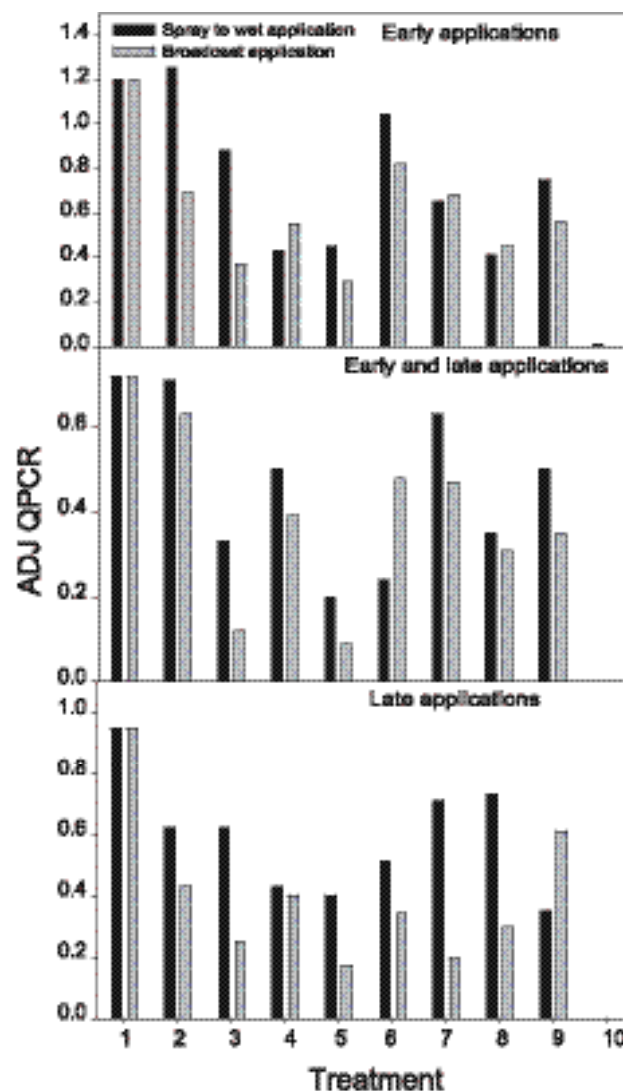 Spray to wet application
Early applications
Broadcast application
1.4
1.2
1.0
0.8
0.6
0.4
0.2
0.0
Early and late applications
0.6
0.4
0.2
0.0
ADJ QPCR
Late applications
1.0
0.8
0.6
0.4
0.2
0.0
1 2 3 4 5 6 7 8 9 10
Treatment